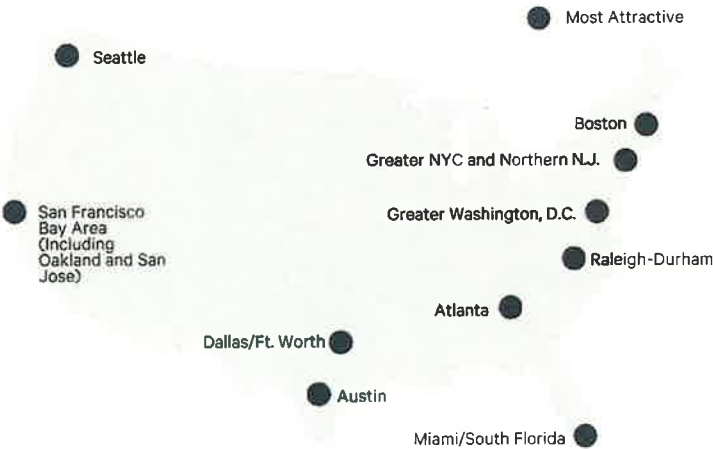 Most Attractive
Seattle
Boston
Greater NYC and Northern N.J.
San Francisco
Bay Area
(Including
Oakland and San
Jose)
Greater Washington, D.C.
Raleigh-Durham
Atlanta
Dallas/Ft. Worth
Austin
Miami/South Florida